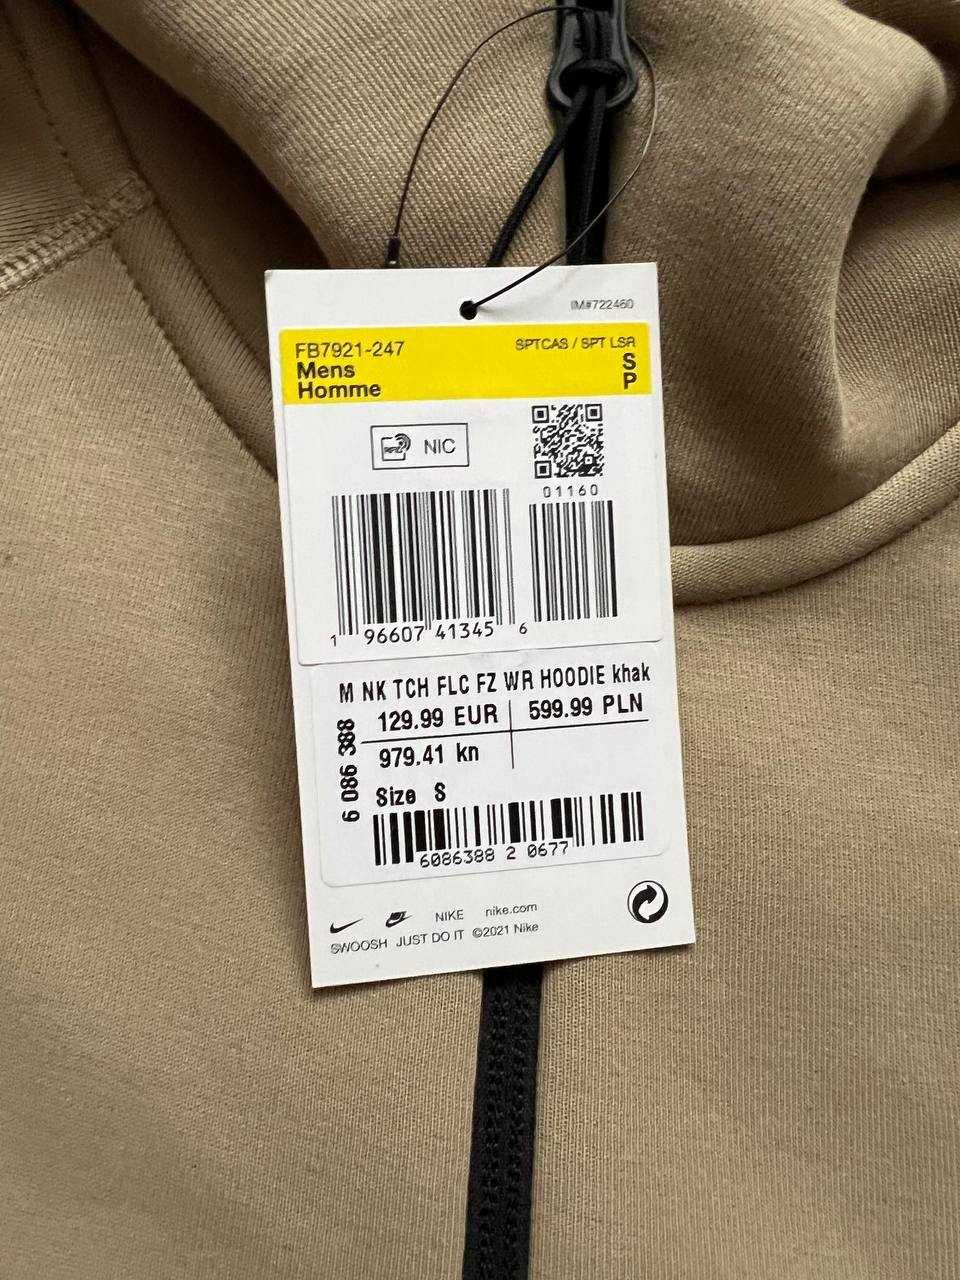 IM#722460
FB7921-247
SPTCAS / SPT LSR
Mens
S
Homme
P
NIC
01160
1 96607 41345 6
M NK TCH FLC FZ WR HOODIE khak
129.99 EUR
599.99 PLN
979.41 kn
6 086 388
Size S
6086388 2 0677
NIKE nike.com
SWOOSH JUST DO IT ©2021 Nike